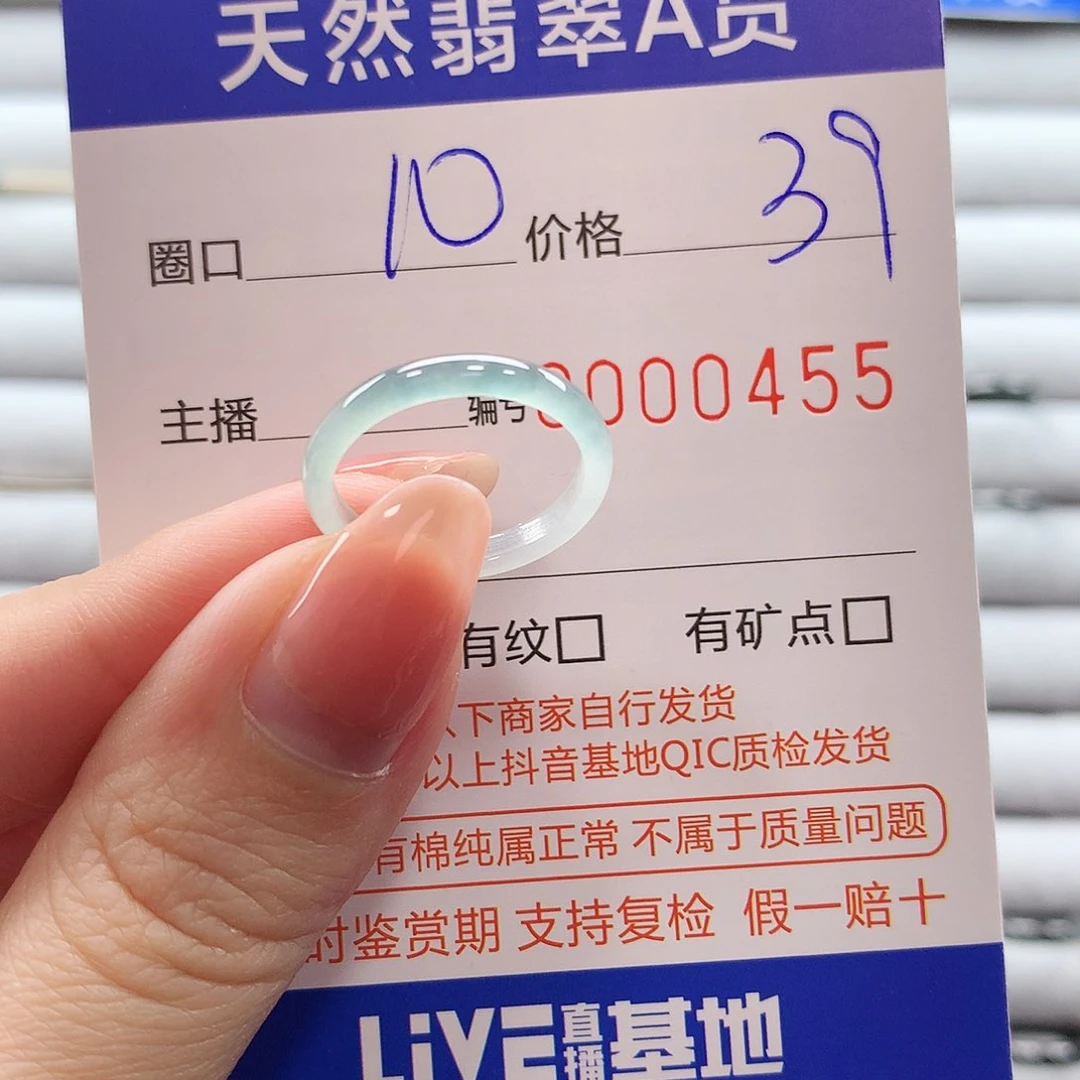 天然翡翠A货
圈口 10 价格 39
主播 编号 0000455
有纹□ 有矿点□
以下商家自行发货
以上抖音基地QIC质检发货
有棉纯属正常 不属于质量问题
时鉴赏期 支持复检 假一赔十
LiVE直播基地